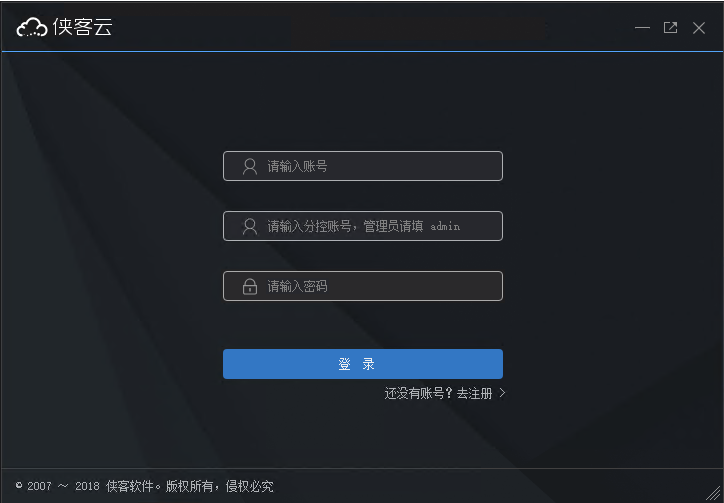 侠客云
请输入账号
请输入分控账号，管理员请填 admin
请输入密码
登 录
还没有账号？去注册
© 2007 ～ 2018 侠客软件。版权所有，侵权必究